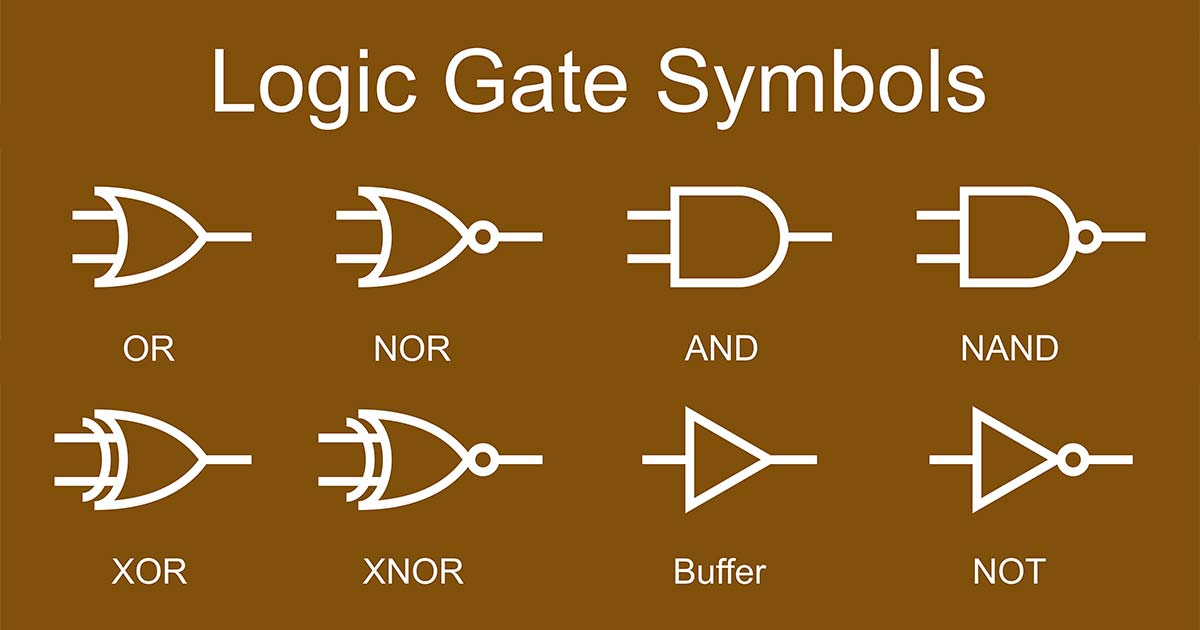 Logic Gate Symbols
OR NOR AND NAND
XOR XNOR Buffer NOT